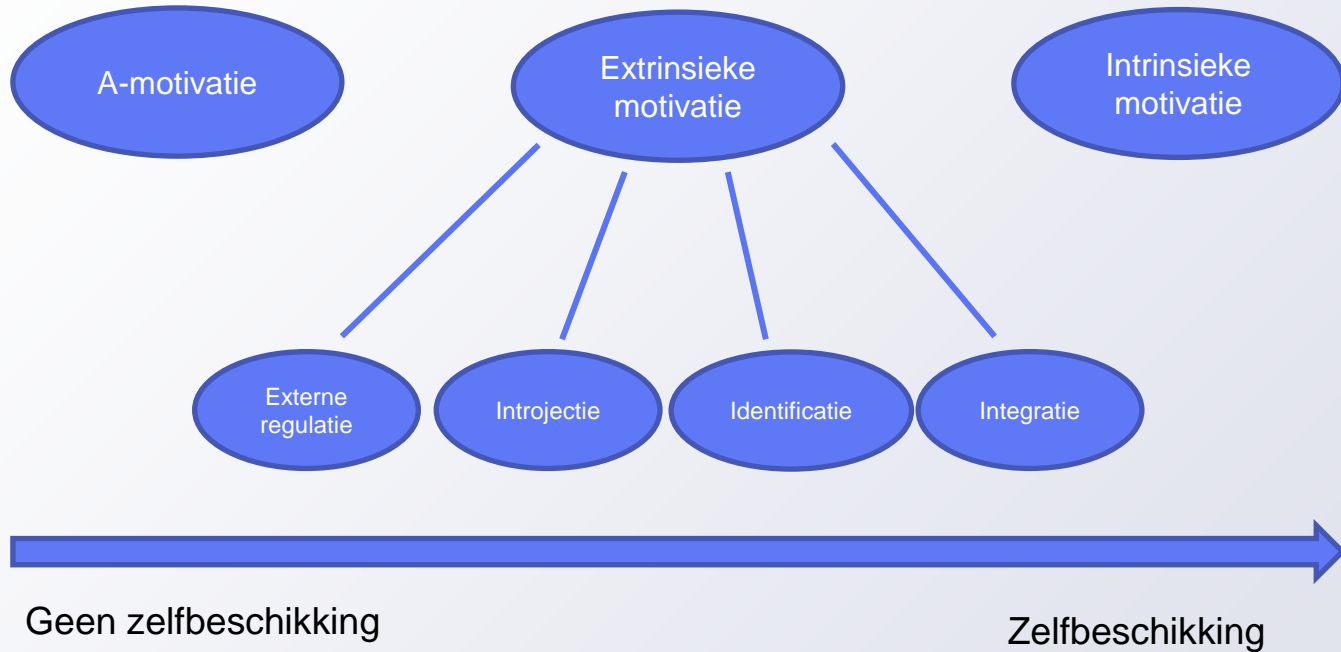 A-motivatie
Extrinsieke
motivatie
Intrinsieke
motivatie
Externe
regulatie
Introjectie
Identificatie
Integratie
Geen zelfbeschikking
Zelfbeschikking